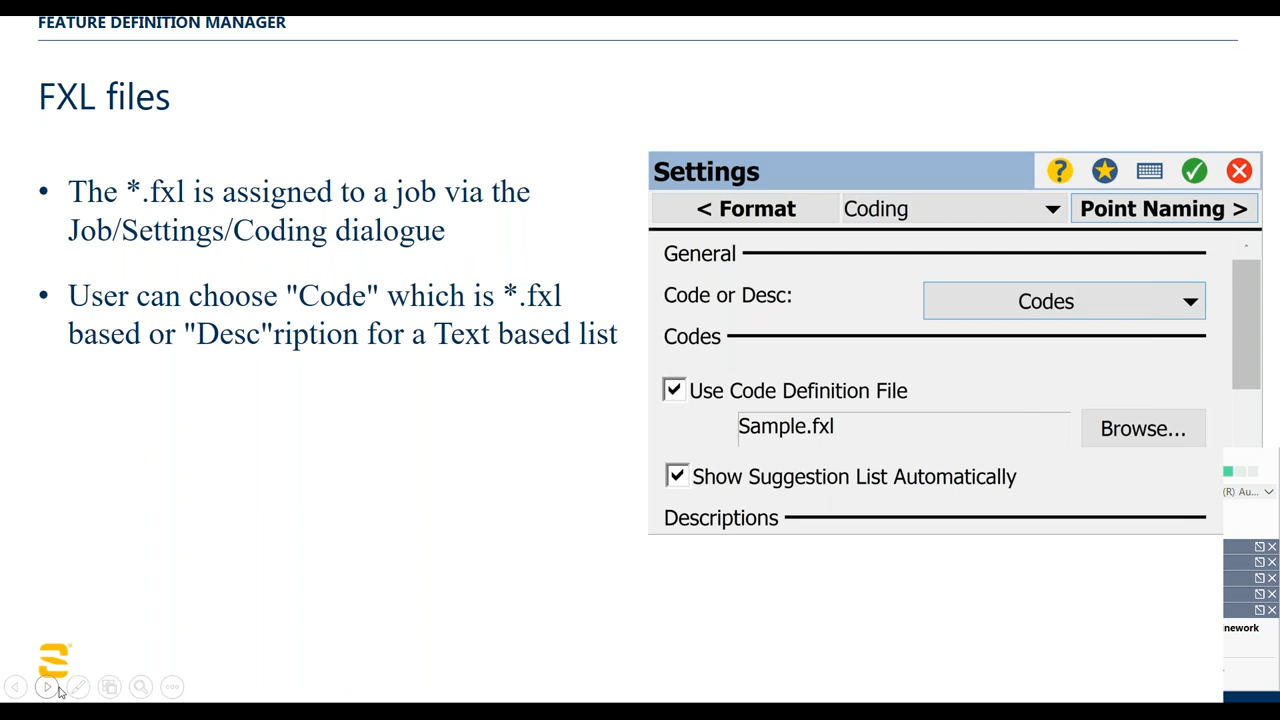 FEATURE DEFINITION MANAGER
FXL files
• The *.fxl is assigned to a job via the
Job/Settings/Coding dialogue
• User can choose "Code" which is *.fxl
based or "Desc"ription for a Text based list
Settings
< Format
Coding
Point Naming >
General
Code or Desc:
Codes
Codes
Use Code Definition File
Sample.fxl
Browse...
Show Suggestion List Automatically
Descriptions
(R) Au...
nework